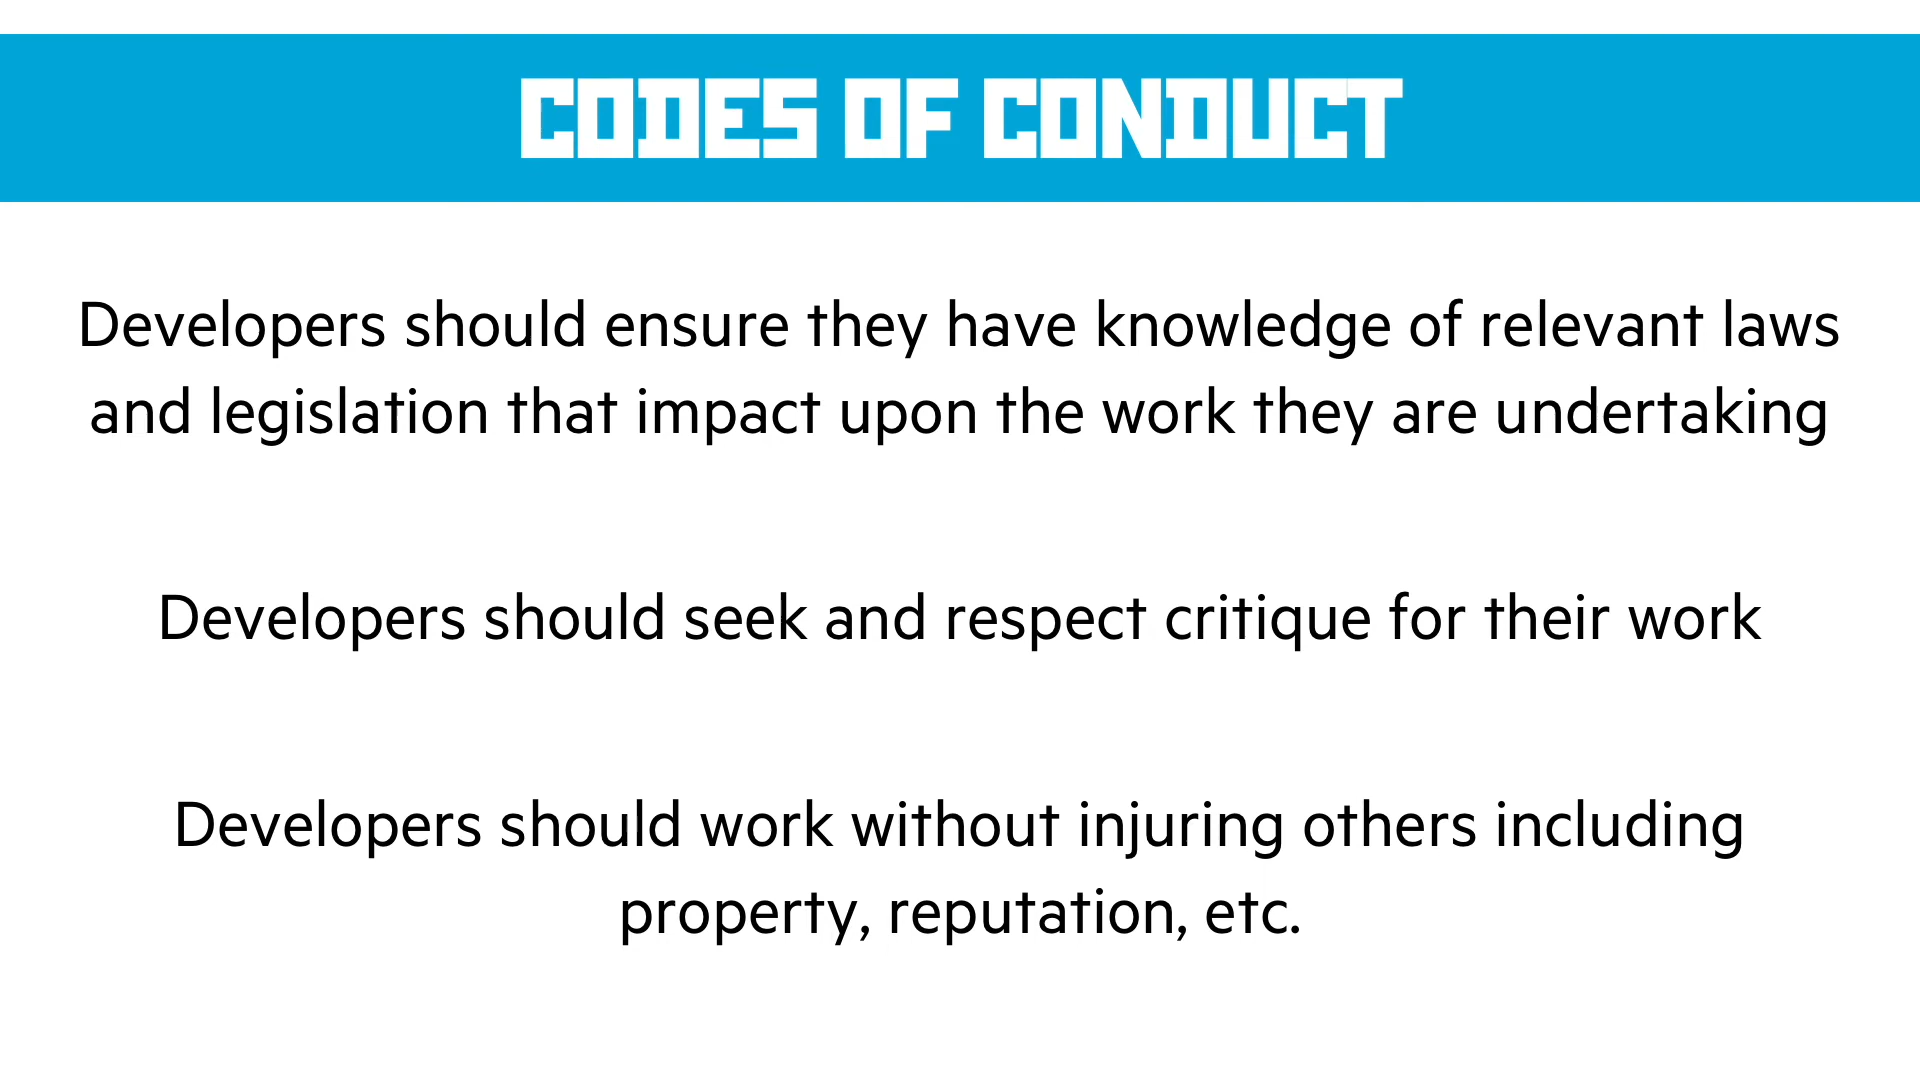 CODES OF CONDUCT
Developers should ensure they have knowledge of relevant laws
and legislation that impact upon the work they are undertaking
Developers should seek and respect critique for their work
Developers should work without injuring others including
property, reputation, etc.